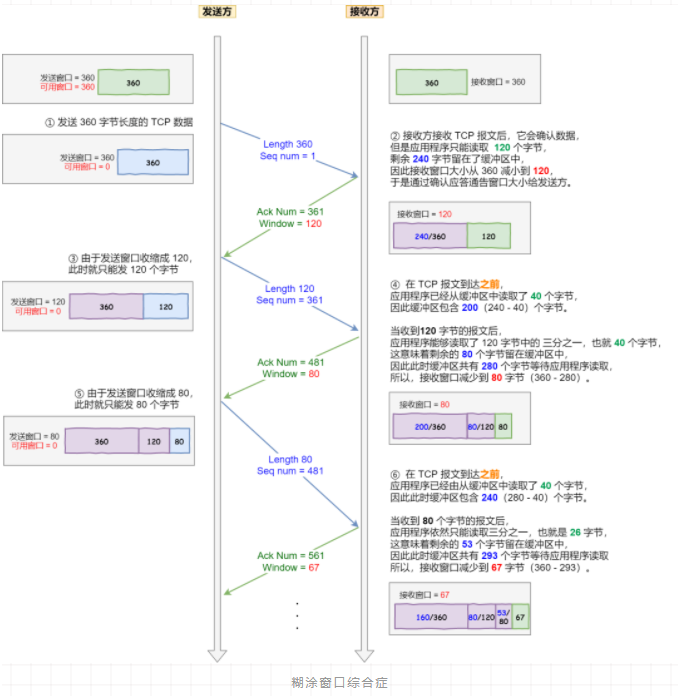 发送方
接收方
发送窗口 = 360
可用窗口 = 360
360
360
接收窗口 = 360
① 发送 360 字节长度的 TCP 数据
发送窗口 = 360
可用窗口 = 0
360
Length 360
Seq num = 1
② 接收方接收 TCP 报文后，它会确认数据，
但是应用程序只能读取 120 个字节，
剩余 240 字节留在了缓冲区中，
因此接收窗口大小从 360 减小到 120，
于是通过确认应答通告窗口大小给发送方。
Ack Num = 361
Window = 120
接收窗口 = 120
240/360
120
③ 由于发送窗口收缩成 120，
此时就只能发 120 个字节
发送窗口 = 120
可用窗口 = 0
360
120
Length 120
Seq num = 361
④ 在 TCP 报文到达之前，
应用程序已经从缓冲区中读取了 40 个字节，
因此缓冲区包含 200（240 - 40）个字节。
当收到120 字节的报文后，
应用程序能够读取了 120 字节中的 三分之一，也就 40 个字节，
这意味着剩余的 80 个字节留在缓冲区中，
因此此时缓冲区共有 280 个字节等待应用程序读取，
所以，接收窗口减少到 80 字节（360 - 280）。
Ack Num = 481
Window = 80
接收窗口 = 80
200/360
80/120
80
⑤ 由于发送窗口收缩成 80，
此时就只能发 80 个字节
发送窗口 = 80
可用窗口 = 0
360
120
80
Length 80
Seq num = 481
⑥ 在 TCP 报文到达之前，
应用程序已经由从缓冲区中读取了 40 个字节，
因此此时缓冲区包含 240（280 - 40）个字节。
当收到 80 个字节的报文后，
应用程序依然只能读取三分之一，也就是 26 字节，
这意味着剩余的 53 个字节留在缓冲区中，
因此此时缓冲区共有 293 个字节等待应用程序读取
所以，接收窗口减少到 67 字节（360 - 293）。
Ack Num = 561
Window = 67
接收窗口 = 67
160/360
80/120
53/
80
67
糊涂窗口综合症